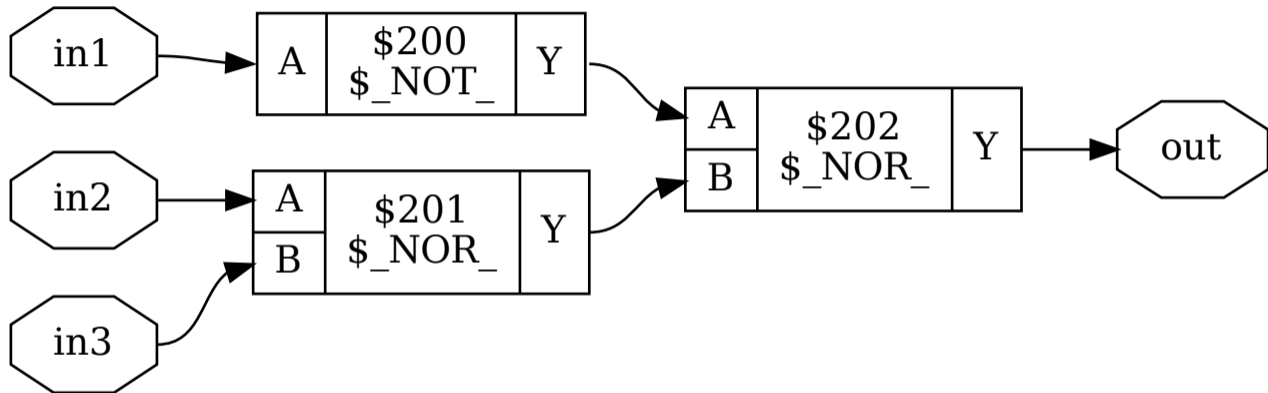 in1
A
$200
$_NOT_
Y
in2
in3
A
B
$201
$_NOR_
Y
A
B
$202
$_NOR_
Y
out